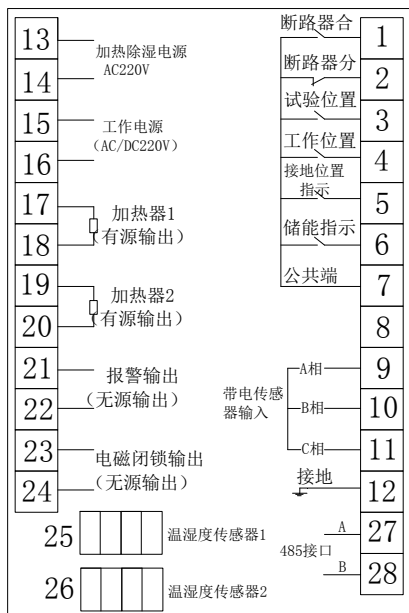 13
加热除湿电源
AC220V
14
15
工作电源
（AC/DC220V）
16
17
加热器1
（有源输出）
18
19
加热器2
（有源输出）
20
21
报警输出
（无源输出）
22
23
电磁闭锁输出
（无源输出）
24
25
温湿度传感器1
26
温湿度传感器2
断路器合
1
断路器分
2
试验位置
3
工作位置
4
接地位置
指示
5
储能指示
6
公共端
7
8
A相
9
带电传感
器输入
B相
10
C相
11
接地
12
A
27
485接口
B
28